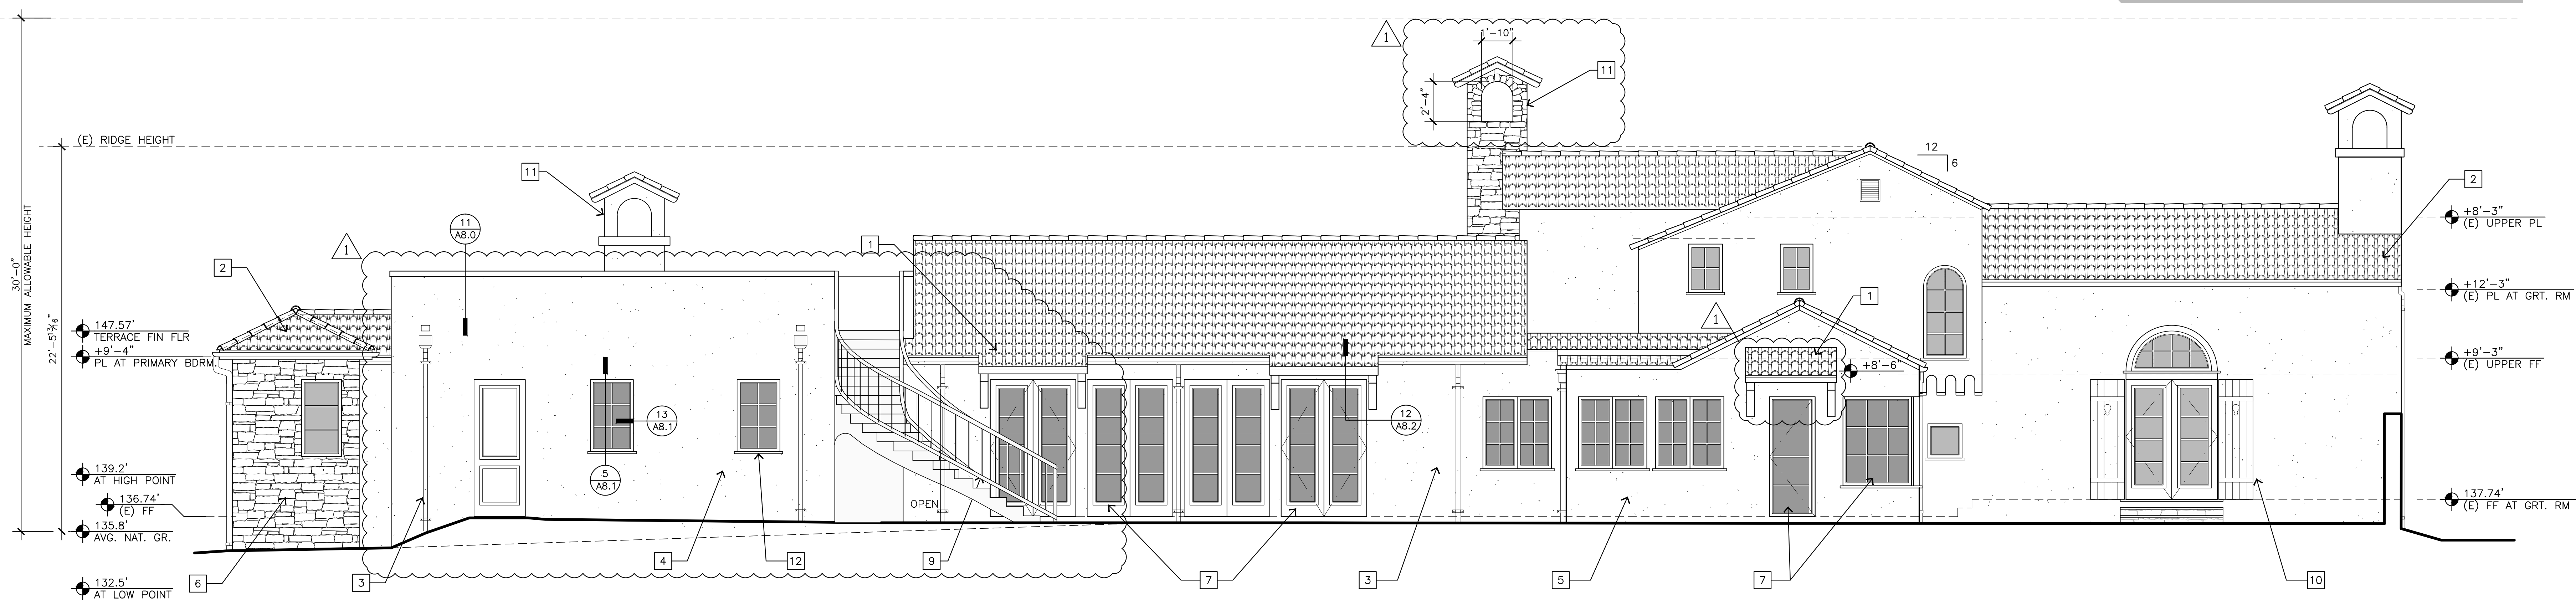 1
1'-10"
11
2'-4"
(E) RIDGE HEIGHT
12
6
11
2
30'-0"
MAXIMUM ALLOWABLE HEIGHT
11
A8.0
+8'-3"
(E) UPPER PL
1
1
2
+12'-3"
(E) PL AT GRT. RM
1
1
22'-5 13/16"
147.57'
TERRACE FIN FLR
+9'-4"
PL AT PRIMARY BDRM.
+9'-3"
(E) UPPER FF
+8'-6"
13
A8.1
12
A8.2
5
A8.1
139.2'
AT HIGH POINT
136.74'
(E) FF
137.74'
(E) FF AT GRT. RM
OPEN
135.8'
AVG. NAT. GR.
132.5'
AT LOW POINT
6
3
4
12
9
7
3
5
7
10